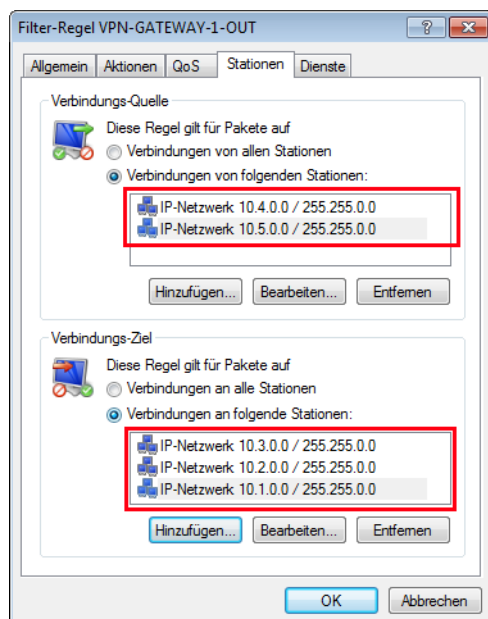 Filter-Regel VPN-GATEWAY-1-OUT
Allgemein Aktionen QoS Stationen Dienste
Verbindungs-Quelle
Diese Regel gilt für Pakete auf
Verbindungen von allen Stationen
Verbindungen von folgenden Stationen:
IP-Netzwerk 10.4.0.0 / 255.255.0.0
IP-Netzwerk 10.5.0.0 / 255.255.0.0
Hinzufügen... Bearbeiten... Entfernen
Verbindungs-Ziel
Diese Regel gilt für Pakete auf
Verbindungen an alle Stationen
Verbindungen an folgende Stationen:
IP-Netzwerk 10.3.0.0 / 255.255.0.0
IP-Netzwerk 10.2.0.0 / 255.255.0.0
IP-Netzwerk 10.1.0.0 / 255.255.0.0
Hinzufügen... Bearbeiten... Entfernen
OK Abbrechen